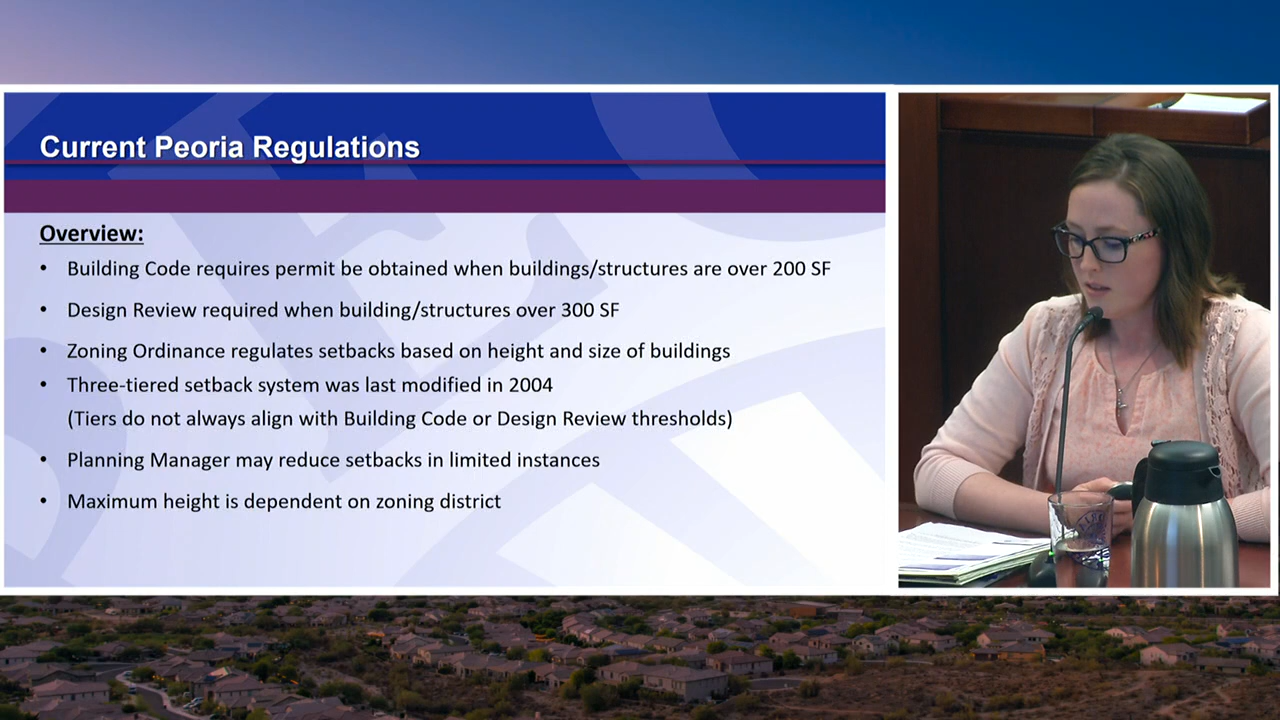 Current Peoria Regulations
Overview:
• Building Code requires permit be obtained when buildings/structures are over 200 SF
• Design Review required when building/structures over 300 SF
• Zoning Ordinance regulates setbacks based on height and size of buildings
• Three-tiered setback system was last modified in 2004
(Tiers do not always align with Building Code or Design Review thresholds)
• Planning Manager may reduce setbacks in limited instances
• Maximum height is dependent on zoning district